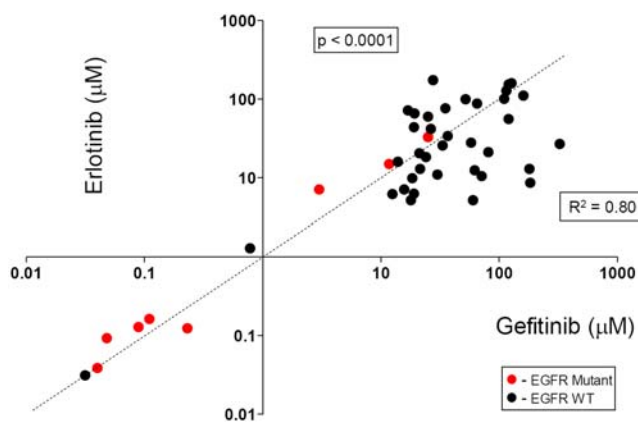 1000
p < 0.0001
100
Erlotinib (µM)
10
R² = 0.80
0.01 0.1 10 100 1000
0.1
Gefitinib (µM)
- EGFR Mutant
- EGFR WT
0.01